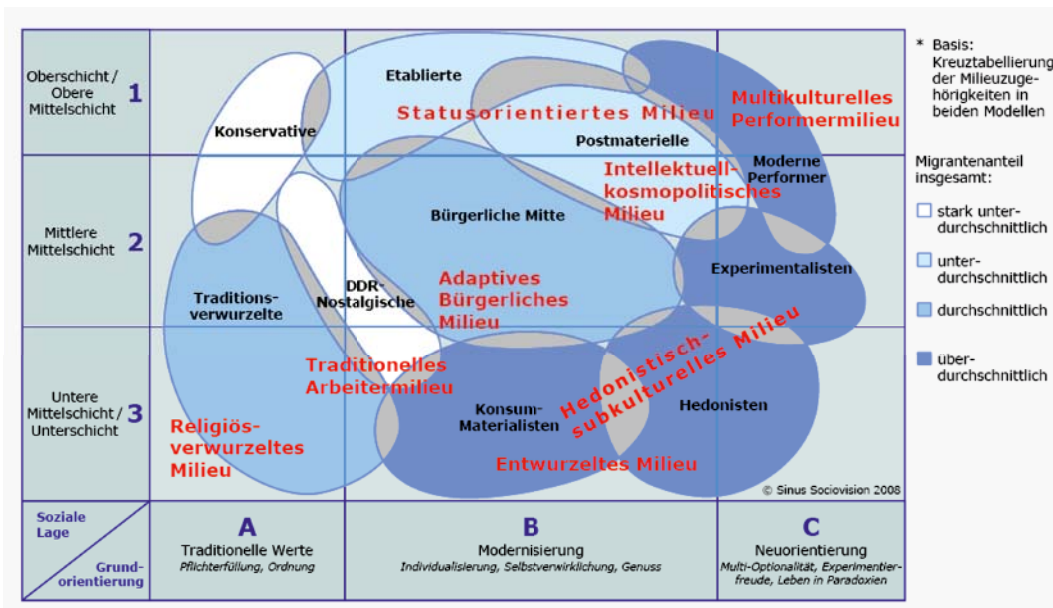 Oberschicht /
Obere
Mittelschicht
1
Mittlere
Mittelschicht
2
Untere
Mittelschicht /
Unterschicht
3
Konservative
Etablierte
Statusorientiertes Milieu
Postmaterielle
Multikulturelles
Performermilieu
Moderne
Performer
Intellektuell-
kosmopolitisches
Milieu
Bürgerliche Mitte
Experimentalisten
Traditions-
verwurzelte
DDR-
Nostalgische
Adaptives
Bürgerliches
Milieu
Traditionelles
Arbeitermilieu
Religiös-
verwurzeltes
Milieu
Konsum-
Materialisten
Hedonistisch-
subkulturelles Milieu
Hedonisten
Entwurzeltes Milieu
© Sinus Sociovision 2008
Soziale
Lage
Grund-
orientierung
A
Traditionelle Werte
Pflichterfüllung, Ordnung
B
Modernisierung
Individualisierung, Selbstverwirklichung, Genuss
C
Neuorientierung
Multi-Optionalität, Experimentier-
freude, Leben in Paradoxien
* Basis:
Kreuztabellierung
der Milieuzuge-
hörigkeiten in
beiden Modellen
Migrantenanteil
insgesamt:
stark unter-
durchschnittlich
unter-
durchschnittlich
durchschnittlich
uber-
durchschnittlich